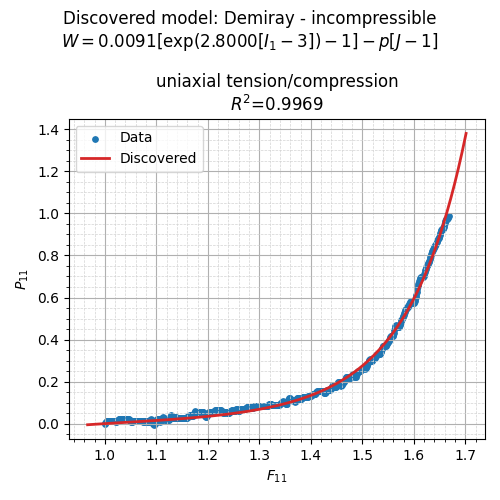 Discovered model: Demiray - incompressible
W = 0.0091[exp(2.8000[I₁ − 3]) − 1] − p[J − 1]
uniaxial tension/compression
R²=0.9969
Data
Discovered
1.4
1.2
1.0
0.8
0.6
0.4
0.2
0.0
P₁₁
1.0 1.1 1.2 1.3 1.4 1.5 1.6 1.7
F₁₁